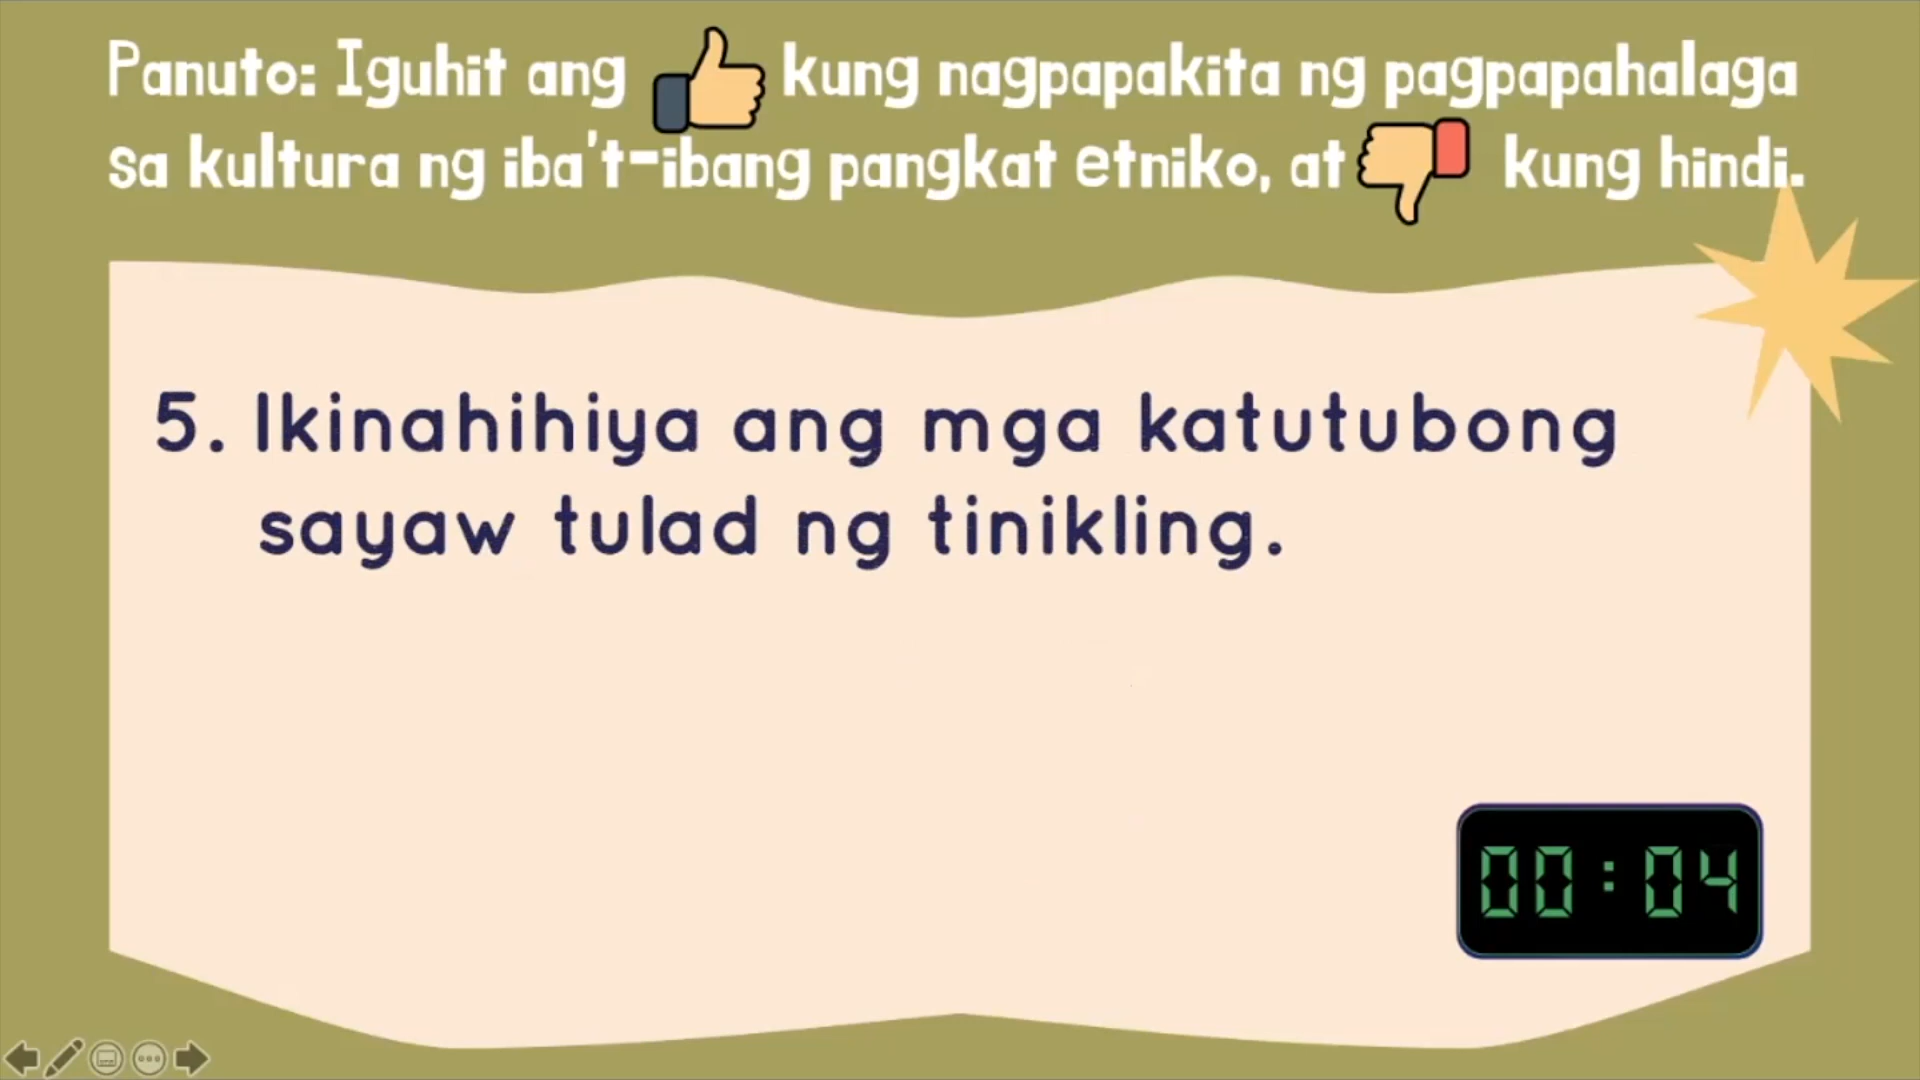 Panuto: Iguhit ang kung nagpapakita ng pagpapahalaga
sa kultura ng iba't-ibang pangkat etniko, at kung hindi.
5. Ikinahihiya ang mga katutubong
sayaw tulad ng tinikling.
00:04